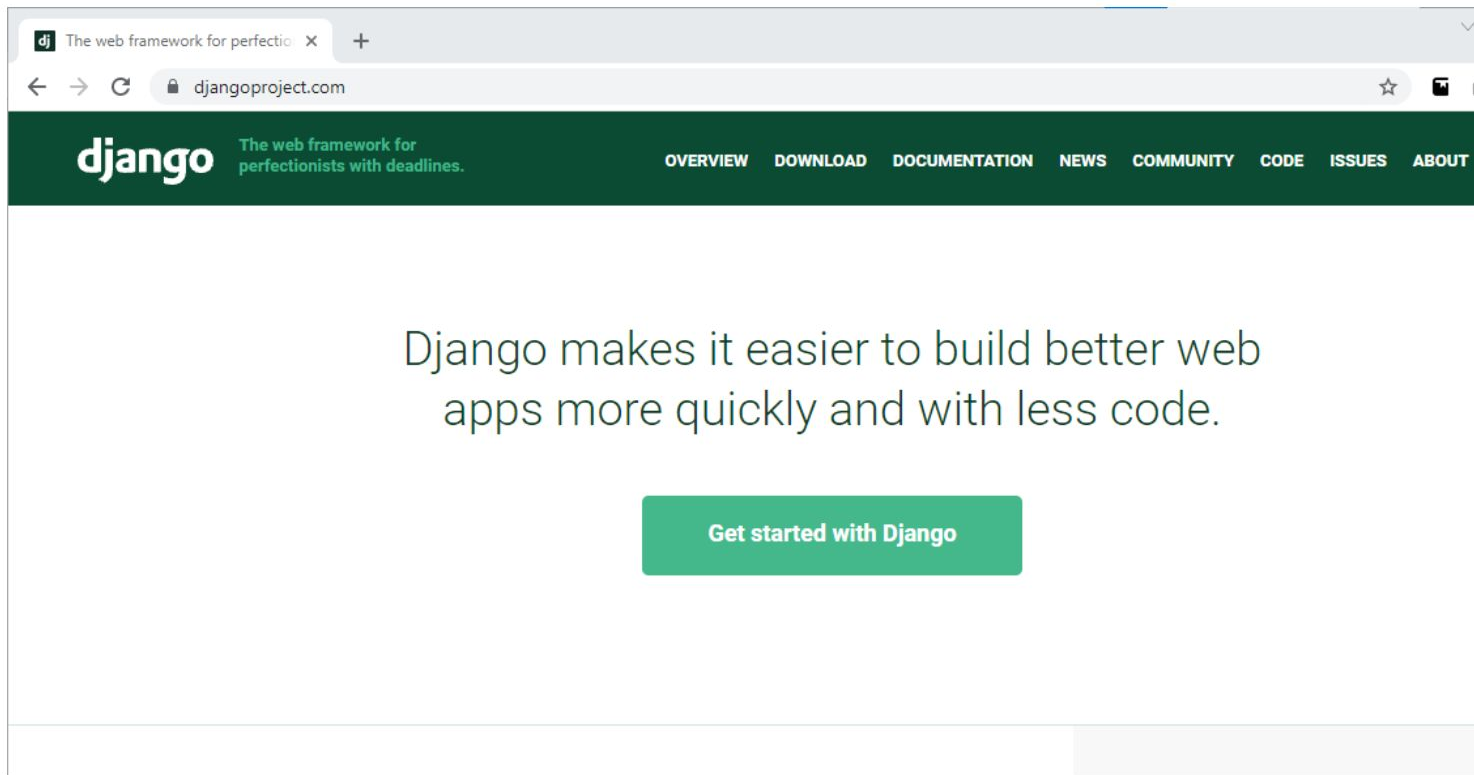 dj The web framework for perfectio
djangoproject.com
django
The web framework for
perfectionists with deadlines.
OVERVIEW DOWNLOAD DOCUMENTATION NEWS COMMUNITY CODE ISSUES ABOUT
Django makes it easier to build better web
apps more quickly and with less code.
Get started with Django